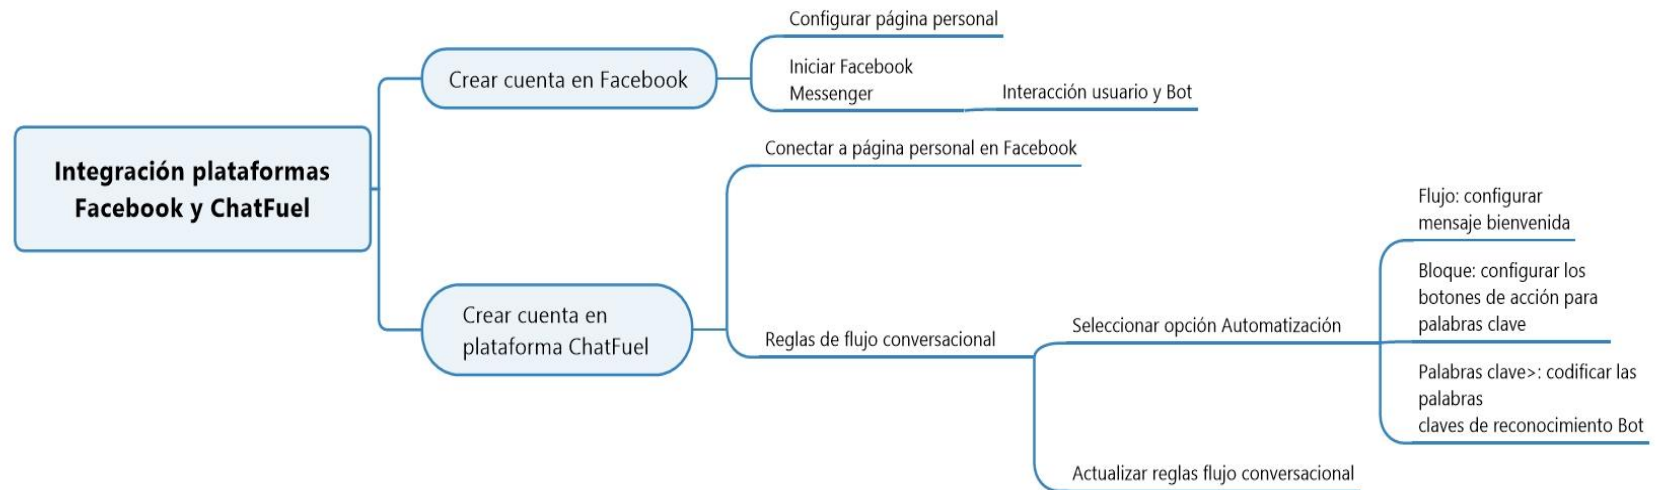 Configurar página personal
Crear cuenta en Facebook
Iniciar Facebook
Messenger
Interacción usuario y Bot
Integración plataformas
Facebook y ChatFuel
Conectar a página personal en Facebook
Crear cuenta en
plataforma ChatFuel
Reglas de flujo conversacional
Seleccionar opción Automatización
Flujo: configurar
mensaje bienvenida
Bloque: configurar los
botones de acción para
palabras clave
Palabras clave>: codificar las
palabras
claves de reconocimiento Bot
Actualizar reglas flujo conversacional